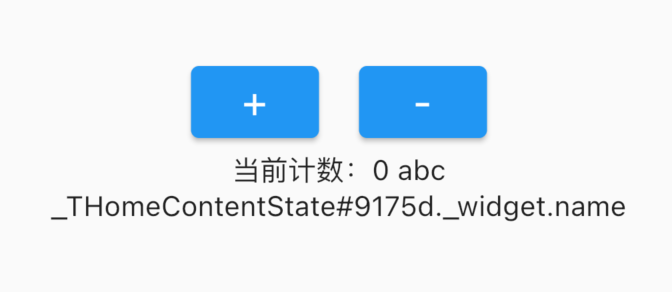 + -
当前计数：0 abc
_THomeContentState#9175d._widget.name